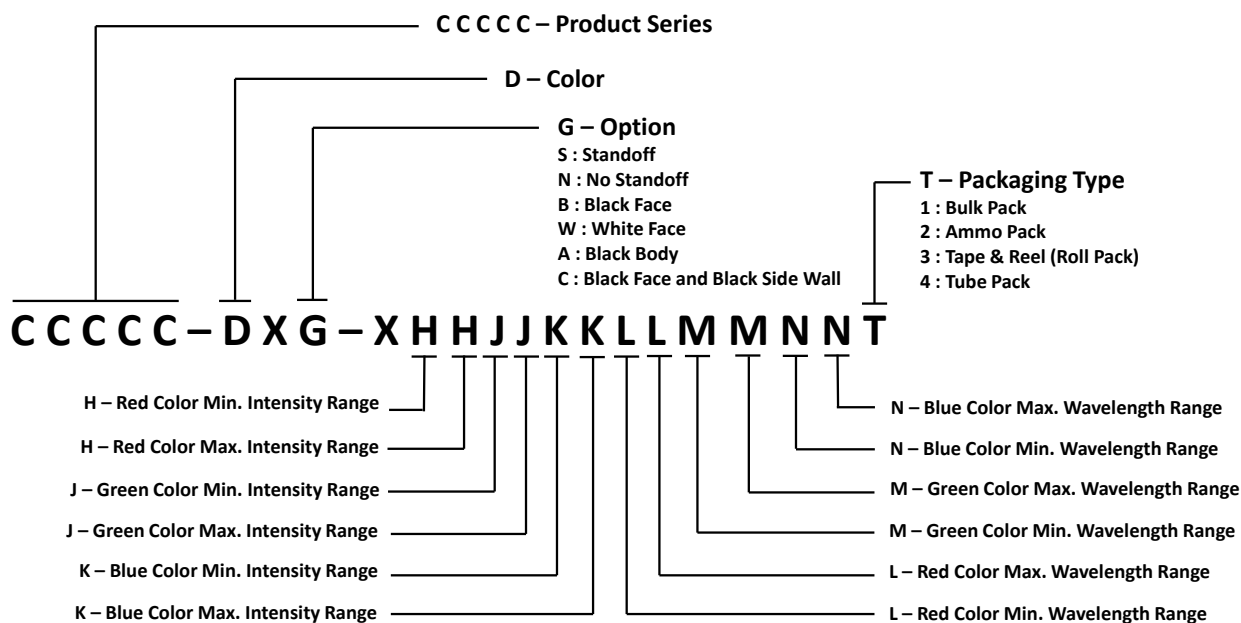 C C C C C – Product Series
D – Color
G – Option
S : Standoff
N : No Standoff
B : Black Face
W : White Face
A : Black Body
C : Black Face and Black Side Wall
T – Packaging Type
1 : Bulk Pack
2 : Ammo Pack
3 : Tape & Reel (Roll Pack)
4 : Tube Pack
C C C C C – D X G – X H H J J K K L L M M N N T
H – Red Color Min. Intensity Range
H – Red Color Max. Intensity Range
J – Green Color Min. Intensity Range
J – Green Color Max. Intensity Range
K – Blue Color Min. Intensity Range
K – Blue Color Max. Intensity Range
N – Blue Color Max. Wavelength Range
N – Blue Color Min. Wavelength Range
M – Green Color Max. Wavelength Range
M – Green Color Min. Wavelength Range
L – Red Color Max. Wavelength Range
L – Red Color Min. Wavelength Range